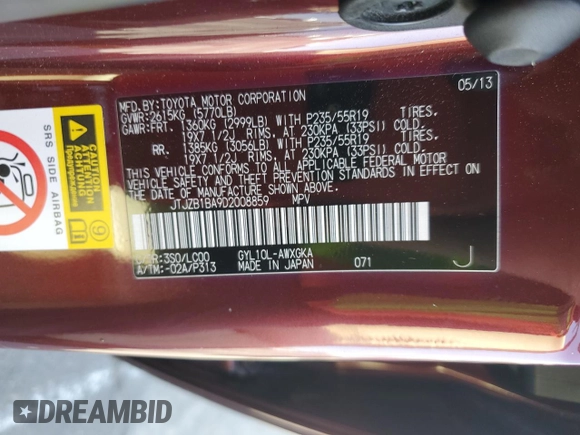 05/13
MFD.BY:TOYOTA MOTOR CORPORATION
GVWR:2615KG (5770LB)
GAWR:FRT. 1360KG (2999LB) WITH P235/55R19 TIRES.
19X7 1/2J RIMS, AT 230KPA (33PSI) COLD.
RR. 1385KG (3056LB) WITH P235/55R19 TIRES.
19X7 1/2J RIMS, AT 230KPA (33PSI) COLD.
THIS VEHICLE CONFORMS TO ALL APPLICABLE FEDERAL MOTOR
VEHICLE SAFETY AND THEFT PREVENTION STANDARDS IN EFFECT ON
THE DATE OF MANUFACTURE SHOWN ABOVE.
JTJZB1BA9D2008859 MPV
:3S0/LC00 GYL10L-AWXGKA
A/TM:-02A/P313 MADE IN JAPAN 071 J
SRS SIDE AIRBAG
CAUTION
ATTENTION
ACHTUNG
Предупреждение
9
DREAMBID